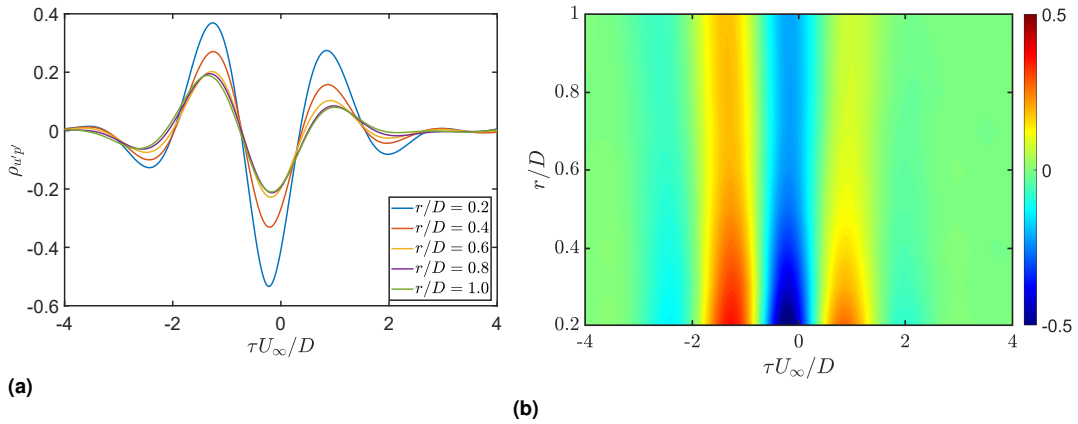 0.4
0.2
0
-0.2
-0.4
-0.6
ρu'p'
-4 -2 0 2 4
τU∞/D
r/D = 0.2
r/D = 0.4
r/D = 0.6
r/D = 0.8
r/D = 1.0
(a)
1
0.8
0.6
0.4
0.2
r/D
-4 -2 0 2 4
τU∞/D
0.5
0
-0.5
(b)